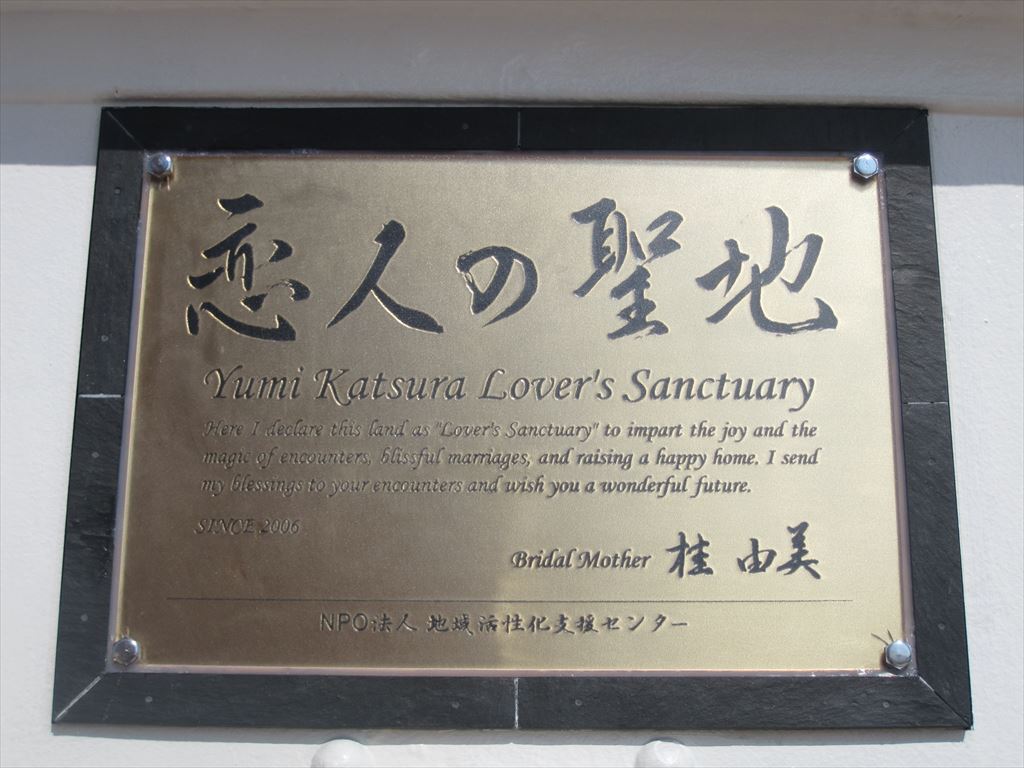 恋人の聖地
Yumi Katsura Lover's Sanctuary
Here I declare this land as "Lover's Sanctuary" to impart the joy and the
magic of encounters, blissful marriages, and raising a happy home. I send
my blessings to your encounters and wish you a wonderful future.
SINCE 2006
Bridal Mother 桂 由美
NPO法人 地域活性化支援センター